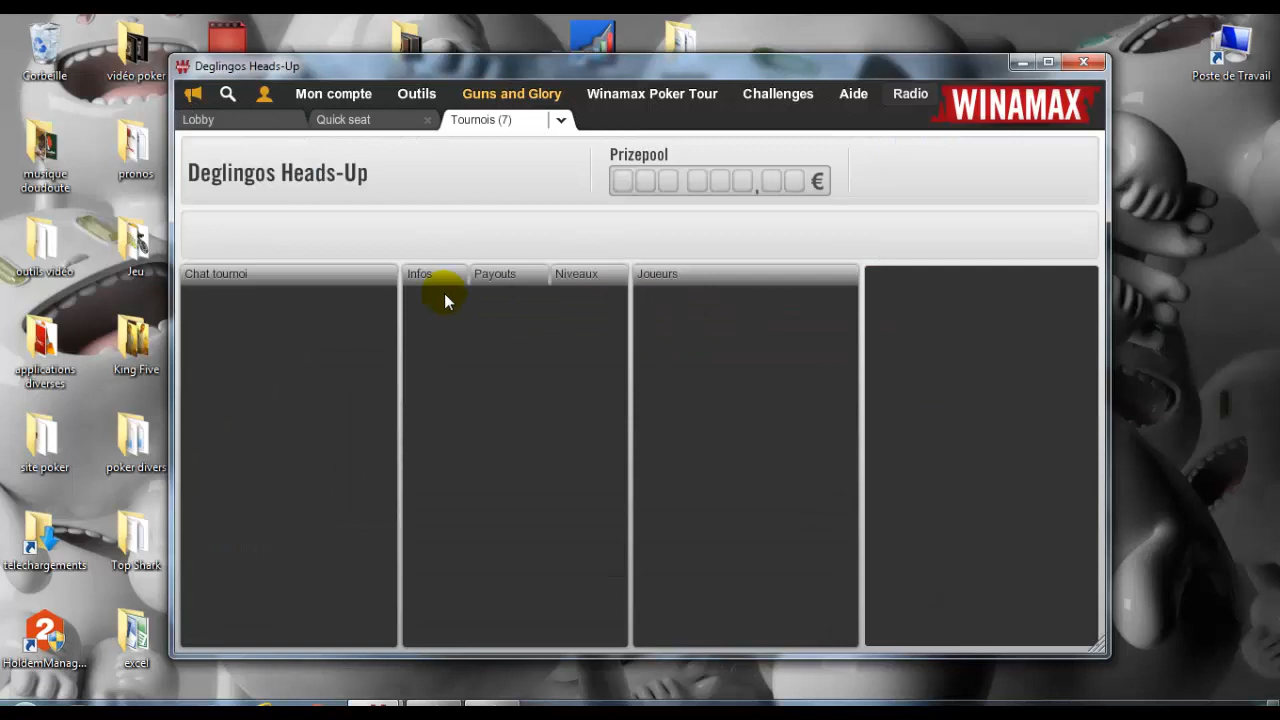 Corbeille
vidéo poker
Poste de Travail
Deglingos Heads-Up
Mon compte
Outils
Guns and Glory
Winamax Poker Tour
Challenges
Aide
Radio
WINAMAX
Lobby
Quick seat
Tournois (7)
Deglingos Heads-Up
Prizepool
, €
Chat tournoi
Infos
Payouts
Niveaux
Joueurs
musique
doudoute
pronos
outils vidéo
Jeu
applications
diverses
King Five
site poker
poker divers
telechargements
Top Shark
2
HoldemManag...
excel